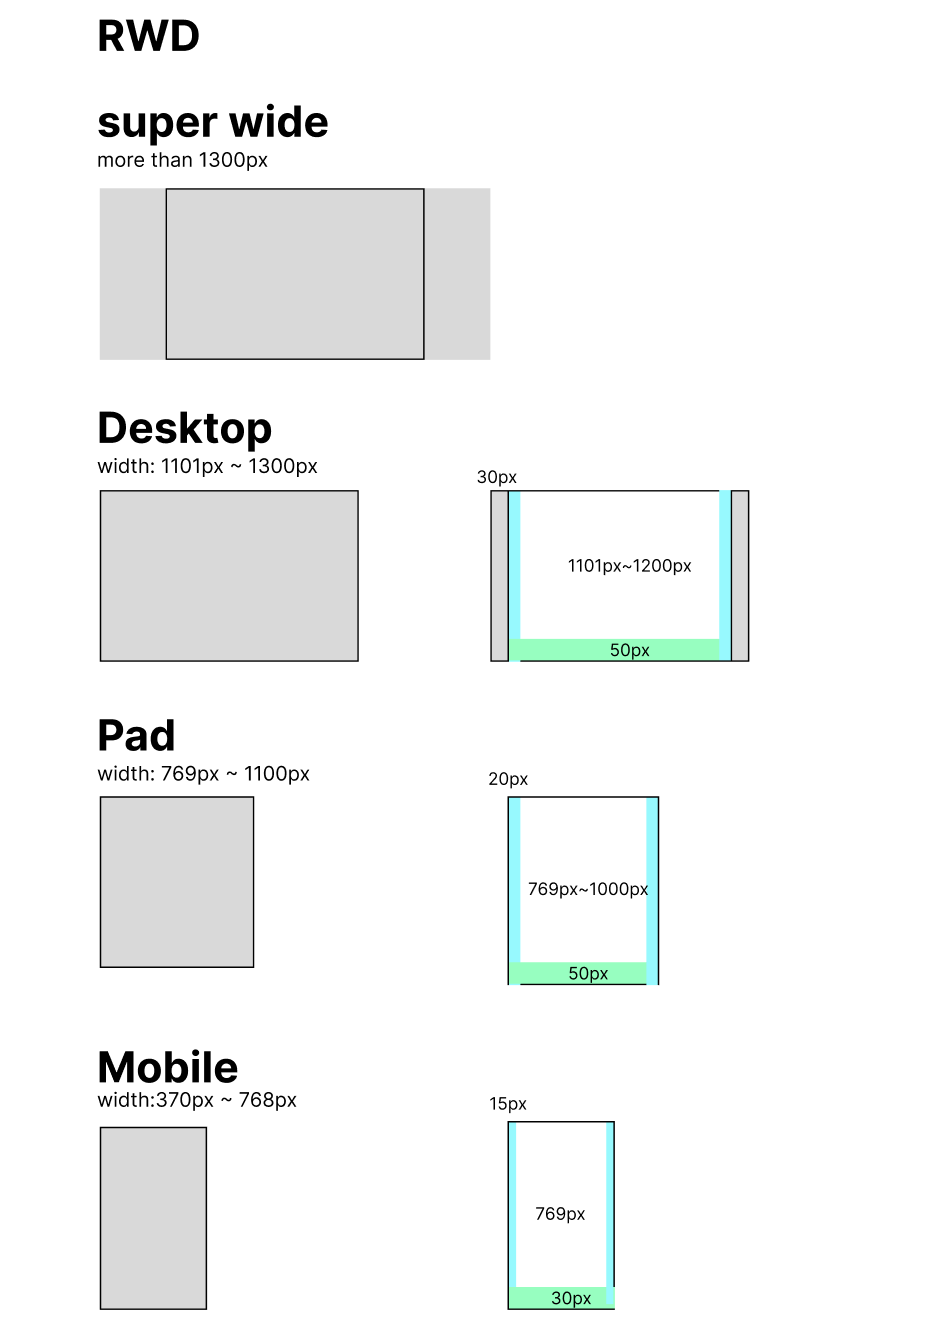 RWD
super wide
more than 1300px
Desktop
width: 1101px ~ 1300px
30px
1101px~1200px
50px
Pad
width: 769px ~ 1100px
20px
769px~1000px
50px
Mobile
width:370px ~ 768px
15px
769px
30px